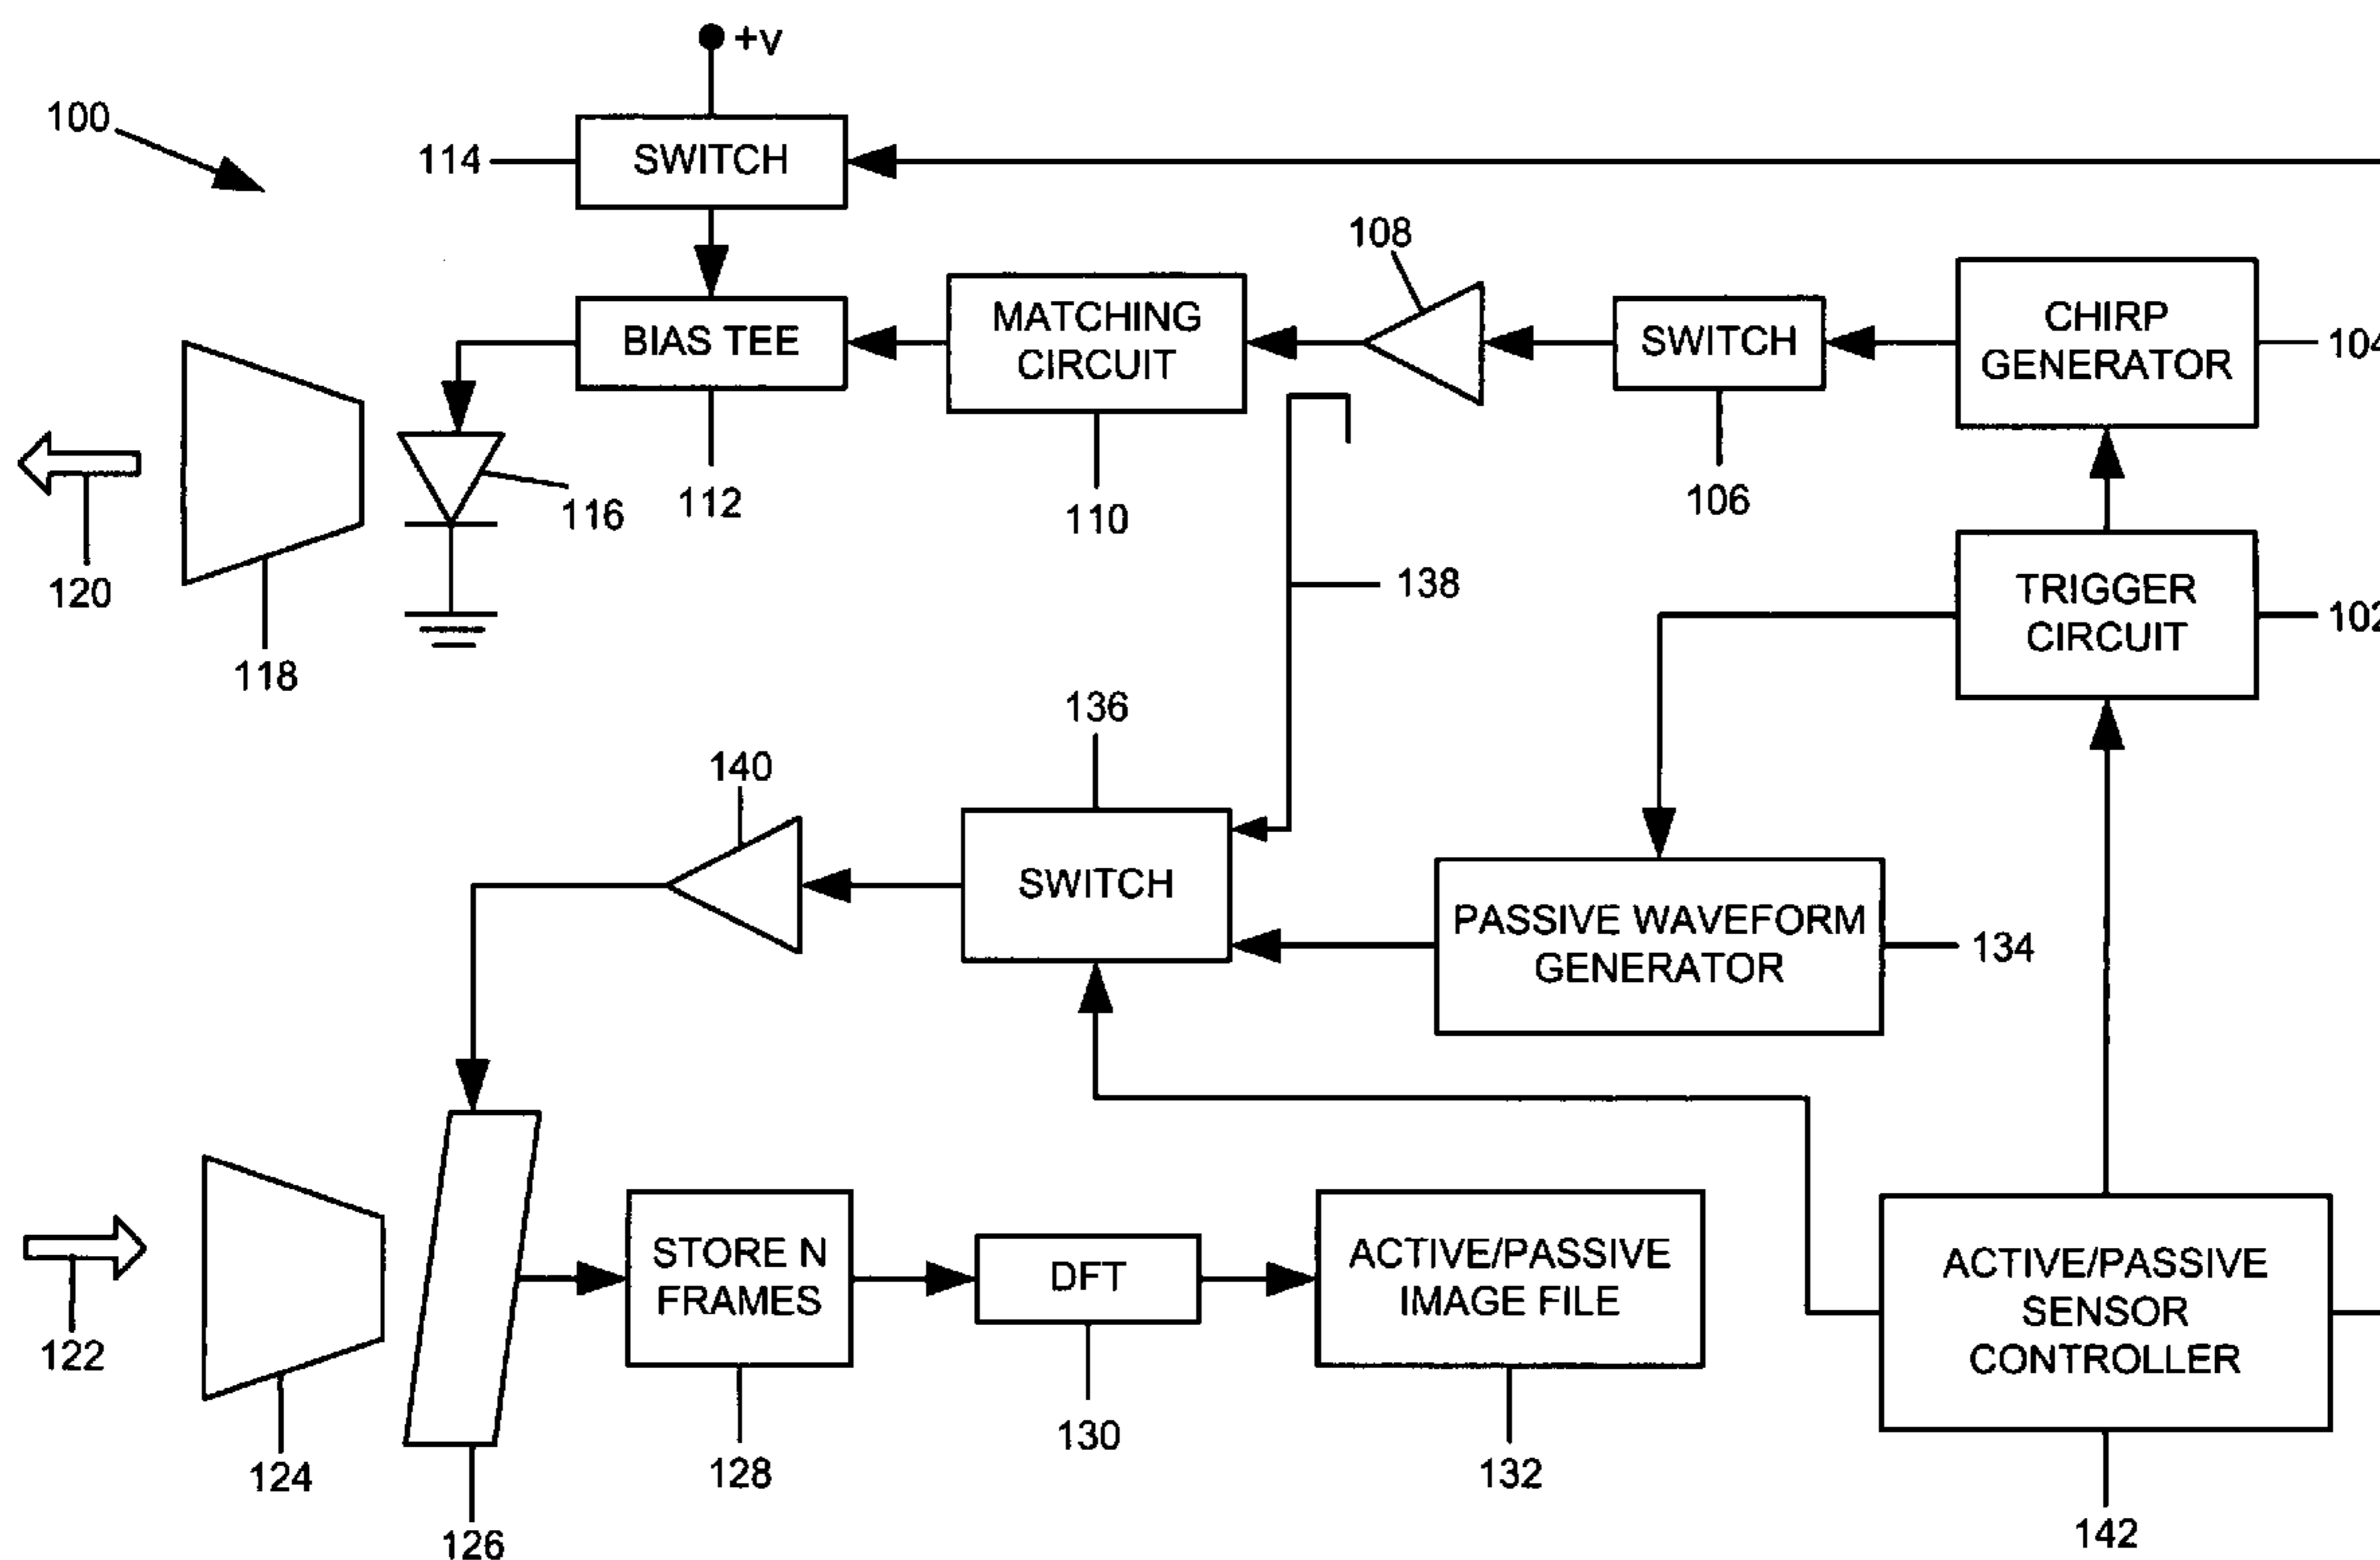 +v
100
114
SWITCH
108
BIAS TEE
MATCHING
CIRCUIT
SWITCH
CHIRP
GENERATOR
104
116
112
110
106
120
118
138
TRIGGER
CIRCUIT
102
136
140
SWITCH
PASSIVE WAVEFORM
GENERATOR
134
122
STORE N
FRAMES
DFT
ACTIVE/PASSIVE
IMAGE FILE
ACTIVE/PASSIVE
SENSOR
CONTROLLER
124
126
128
130
132
142